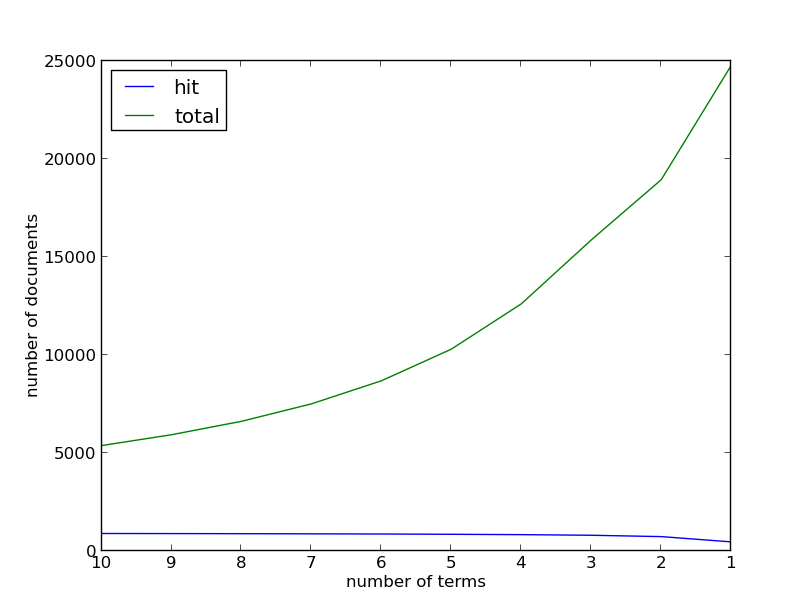 25000
hit
total
20000
15000
10000
5000
0
number of documents
10 9 8 7 6 5 4 3 2 1
number of terms